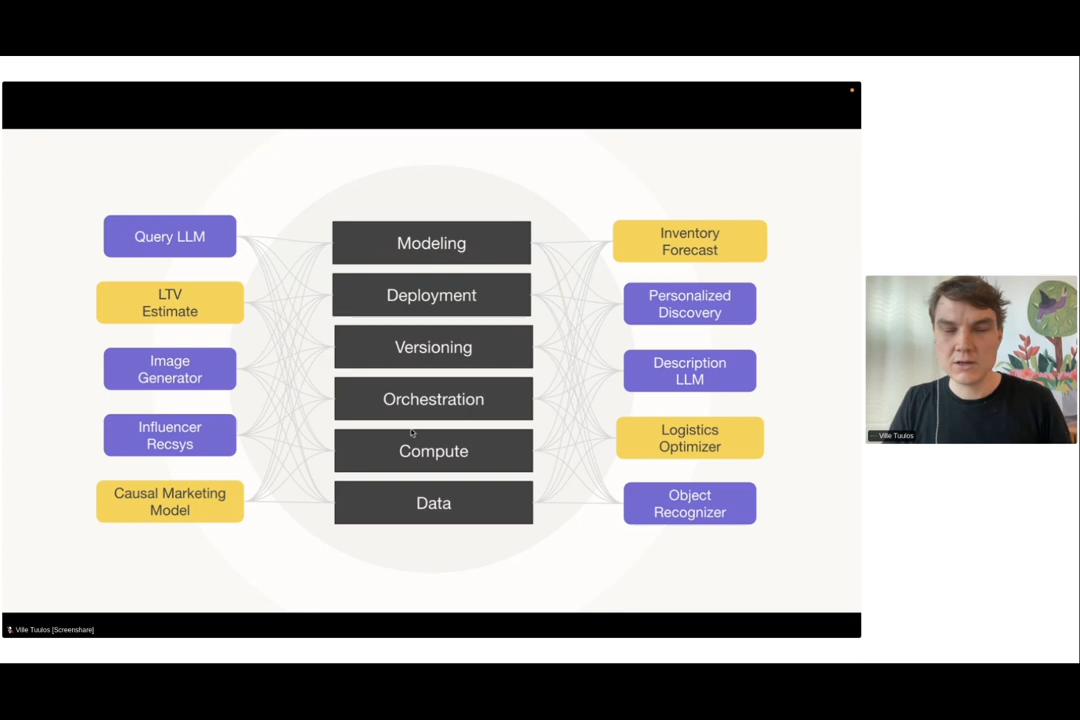 Query LLM
LTV
Estimate
Image
Generator
Influencer
Recsys
Causal Marketing
Model
Modeling
Deployment
Versioning
Orchestration
Compute
Data
Inventory
Forecast
Personalized
Discovery
Description
LLM
Logistics
Optimizer
Object
Recognizer
Ville Tuulos
Ville Tuulos [Screenshare]